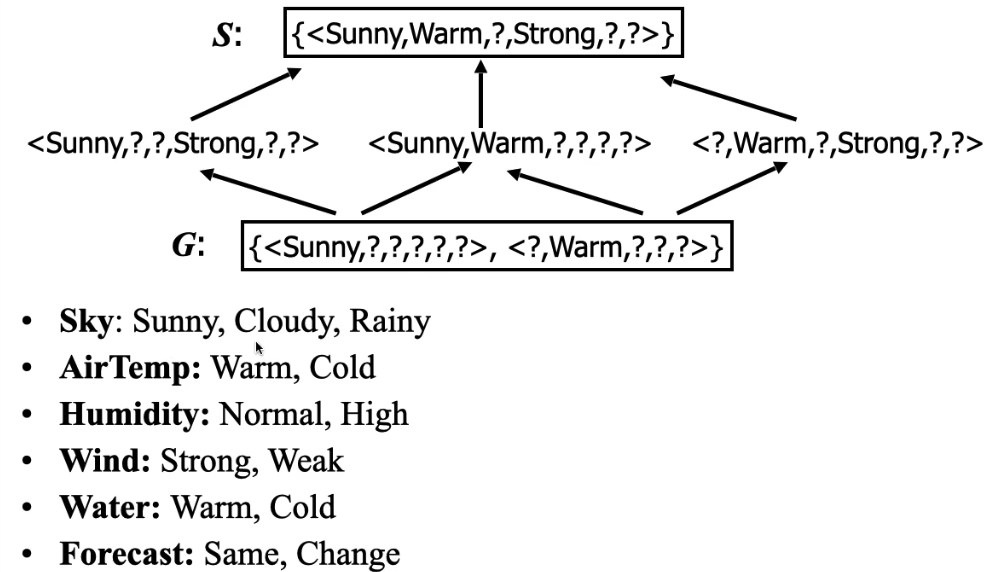 S: {<Sunny,Warm,?,Strong,?,?>}
<Sunny,?,?,Strong,?,?> <Sunny,Warm,?,?,?,?> <?,Warm,?,Strong,?,?>
G: {<Sunny,?,?,?,?,?>, <?,Warm,?,?,?>}
• Sky: Sunny, Cloudy, Rainy
• AirTemp: Warm, Cold
• Humidity: Normal, High
• Wind: Strong, Weak
• Water: Warm, Cold
• Forecast: Same, Change